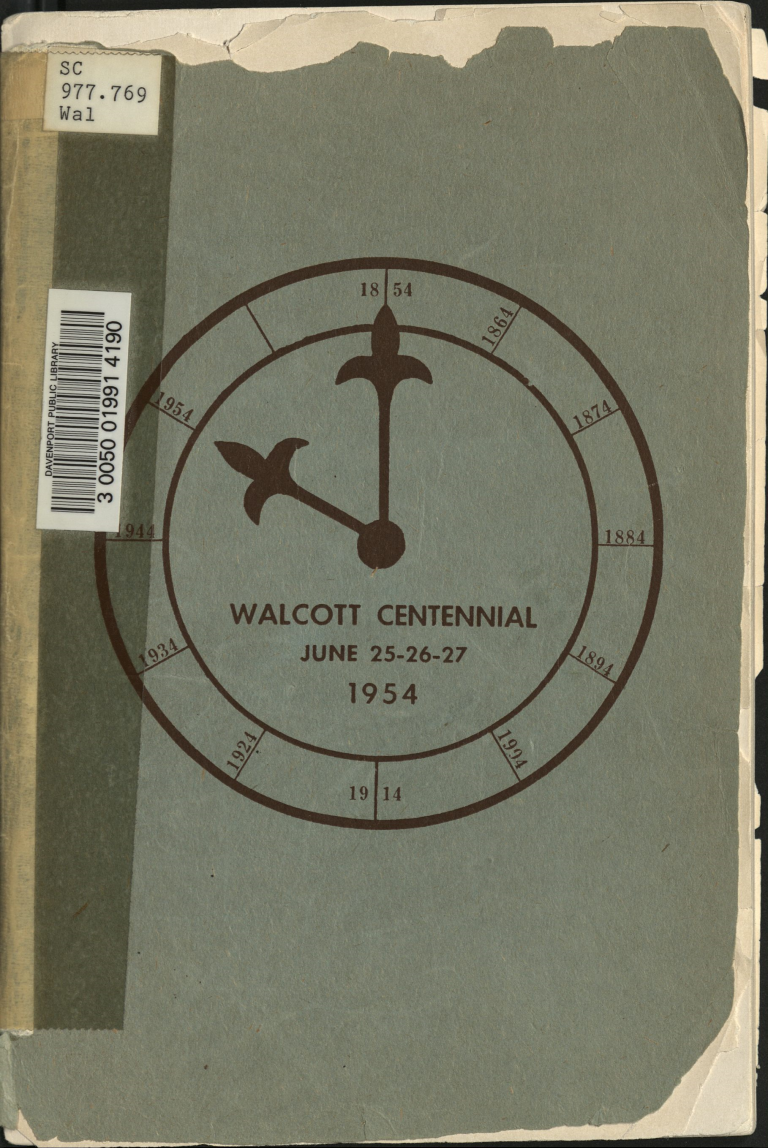 SC
977.769
Wal
DAVENPORT PUBLIC LIBRARY
3 0050 01991 4190
18 54
1864
1874
1884
1894
1994
19 14
1924
1934
1944
1954
WALCOTT CENTENNIAL
JUNE 25-26-27
1954